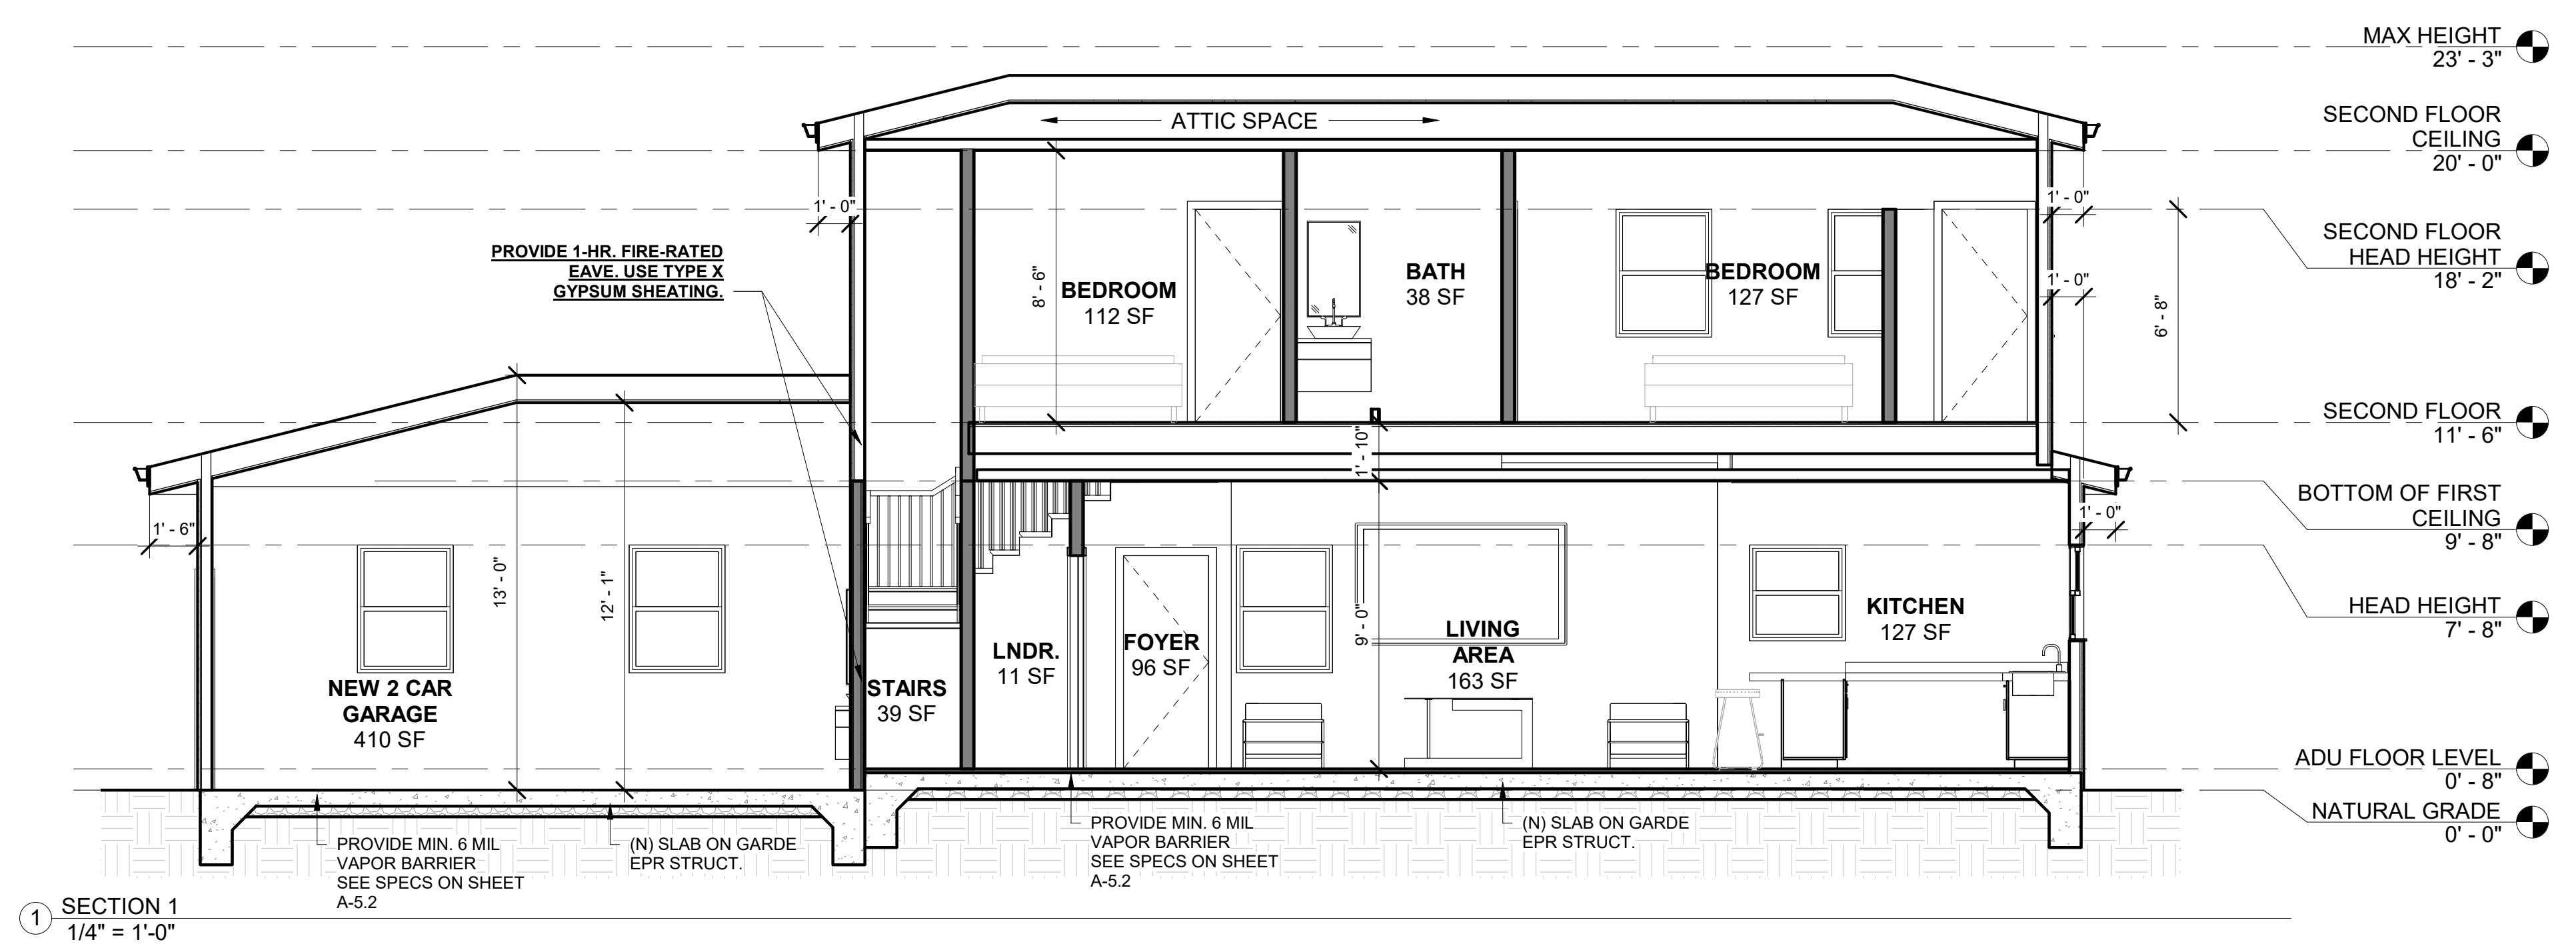 MAX HEIGHT
23' - 3"
SECOND FLOOR
CEILING
20' - 0"
ATTIC SPACE
1' - 0"
1' - 0"
SECOND FLOOR
HEAD HEIGHT
18' - 2"
PROVIDE 1-HR. FIRE-RATED
EAVE. USE TYPE X
GYPSUM SHEATING.
8' - 6"
BEDROOM
112 SF
BATH
38 SF
BEDROOM
127 SF
1' - 0"
6' - 8"
SECOND FLOOR
11' - 6"
1' - 10"
BOTTOM OF FIRST
CEILING
9' - 8"
1' - 6"
1' - 0"
13' - 0"
12' - 1"
9' - 0"
HEAD HEIGHT
7' - 8"
NEW 2 CAR
GARAGE
410 SF
STAIRS
39 SF
LNDR.
11 SF
FOYER
96 SF
LIVING
AREA
163 SF
KITCHEN
127 SF
ADU FLOOR LEVEL
0' - 8"
NATURAL GRADE
0' - 0"
PROVIDE MIN. 6 MIL
VAPOR BARRIER
SEE SPECS ON SHEET
A-5.2
(N) SLAB ON GARDE
EPR STRUCT.
PROVIDE MIN. 6 MIL
VAPOR BARRIER
SEE SPECS ON SHEET
A-5.2
(N) SLAB ON GARDE
EPR STRUCT.
1
SECTION 1
1/4" = 1'-0"